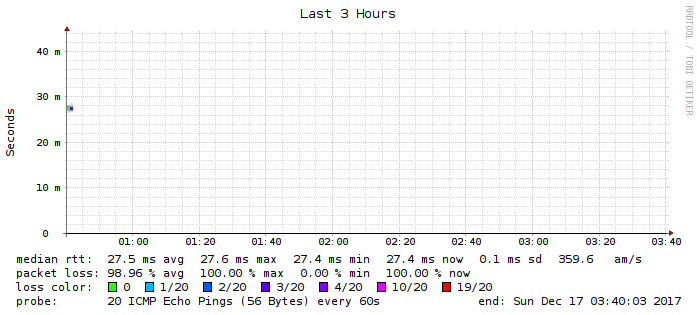 Last 3 Hours
RRDTOOL / TOBI OETIKER
Seconds
40 m
30 m
20 m
10 m
0
01:00 01:20 01:40 02:00 02:20 02:40 03:00 03:20 03:40
median rtt: 27.5 ms avg 27.6 ms max 27.4 ms min 27.4 ms now 0.1 ms sd 359.6 am/s
packet loss: 98.96 % avg 100.00 % max 0.00 % min 100.00 % now
loss color: 0 1/20 2/20 3/20 4/20 10/20 19/20
probe: 20 ICMP Echo Pings (56 Bytes) every 60s end: Sun Dec 17 03:40:03 2017